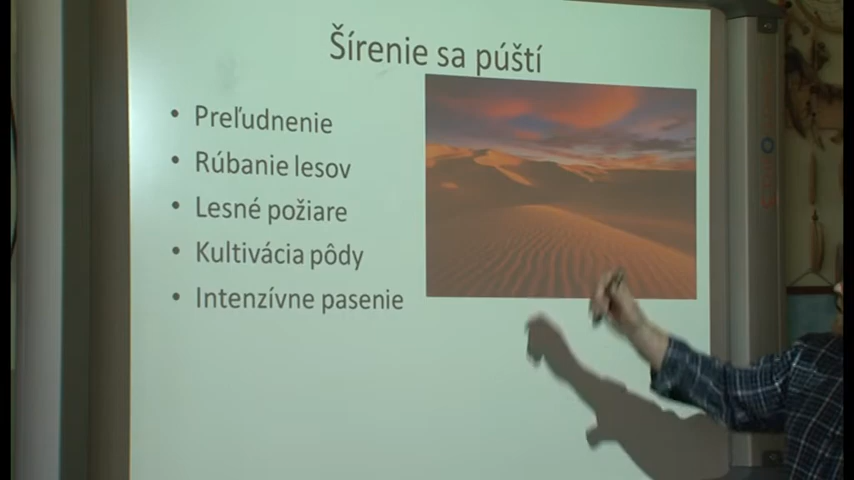 Šírenie sa púští
• Preľudnenie
• Rúbanie lesov
• Lesné požiare
• Kultivácia pôdy
• Intenzívne pasenie